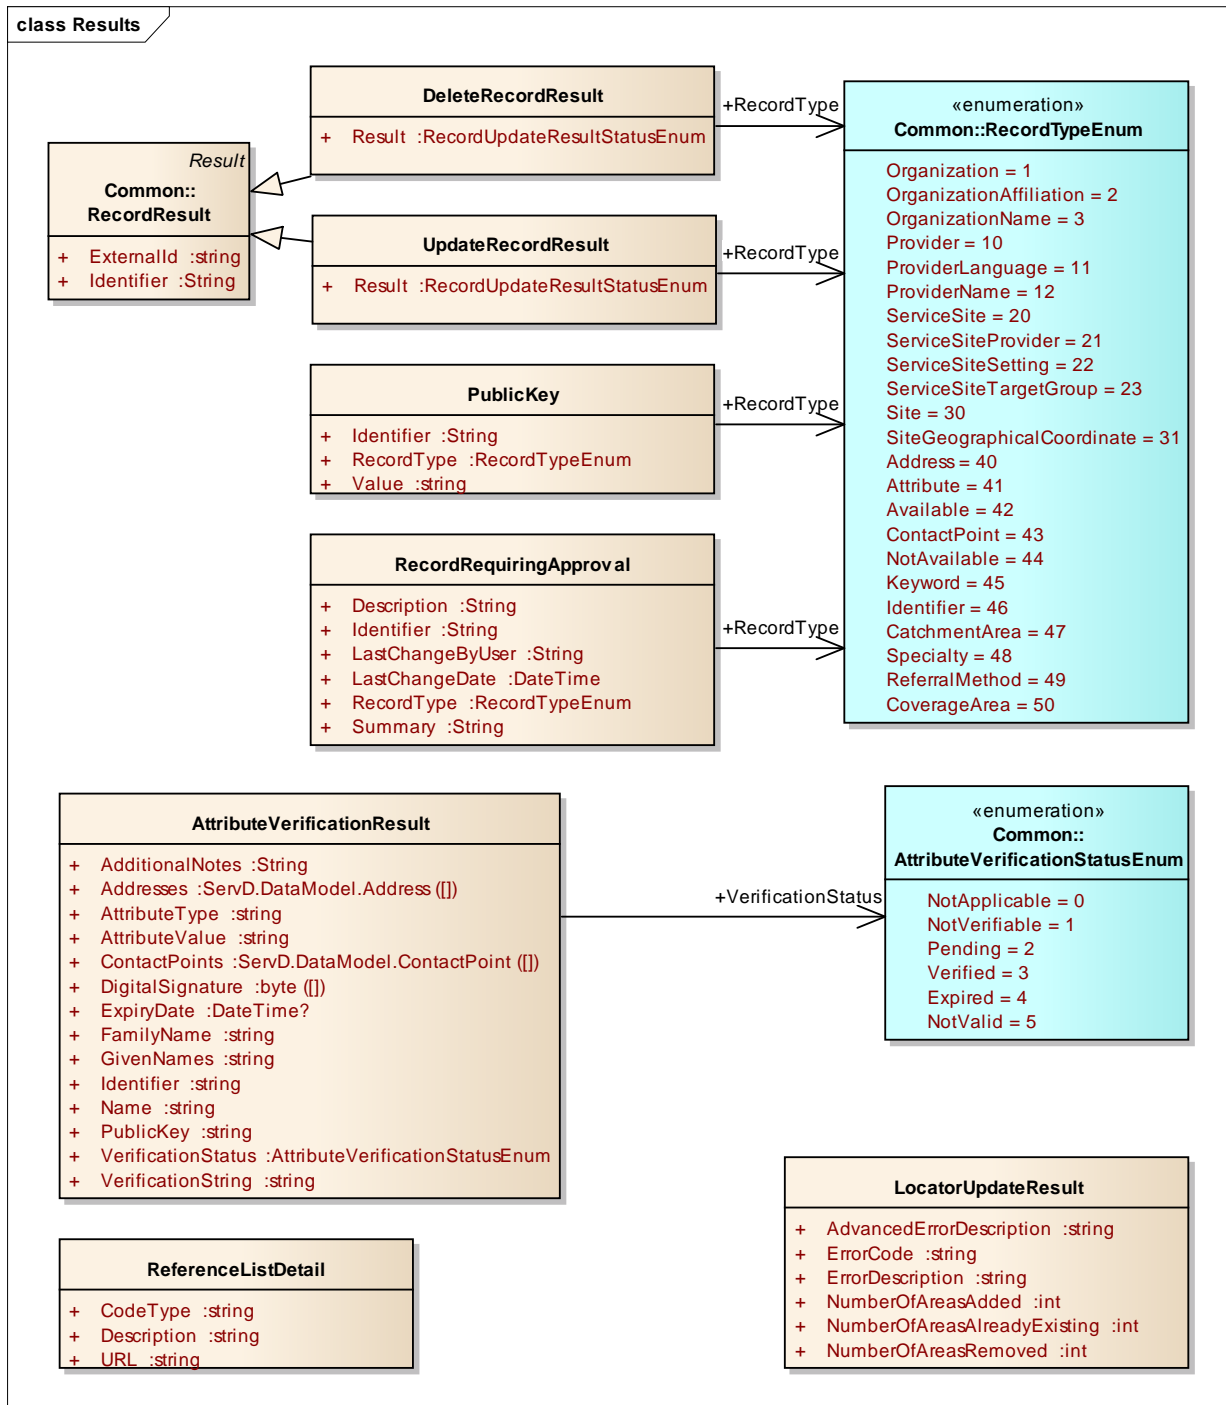 class Results
DeleteRecordResult
+ Result :RecordUpdateResultStatusEnum
+RecordType
Result
Common::
RecordResult
+ ExternalId :string
+ Identifier :String
UpdateRecordResult
+ Result :RecordUpdateResultStatusEnum
+RecordType
PublicKey
+ Identifier :String
+ RecordType :RecordTypeEnum
+ Value :string
+RecordType
RecordRequiringApproval
+ Description :String
+ Identifier :String
+ LastChangeByUser :String
+ LastChangeDate :DateTime
+ RecordType :RecordTypeEnum
+ Summary :String
+RecordType
«enumeration»
Common::RecordTypeEnum
Organization = 1
OrganizationAffiliation = 2
OrganizationName = 3
Provider = 10
ProviderLanguage = 11
ProviderName = 12
ServiceSite = 20
ServiceSiteProvider = 21
ServiceSiteSetting = 22
ServiceSiteTargetGroup = 23
Site = 30
SiteGeographicalCoordinate = 31
Address = 40
Attribute = 41
Available = 42
ContactPoint = 43
NotAvailable = 44
Keyword = 45
Identifier = 46
CatchmentArea = 47
Specialty = 48
ReferralMethod = 49
CoverageArea = 50
AttributeVerificationResult
+ AdditionalNotes :String
+ Addresses :ServD.DataModel.Address ([])
+ AttributeType :string
+ AttributeValue :string
+ ContactPoints :ServD.DataModel.ContactPoint ([])
+ DigitalSignature :byte ([])
+ ExpiryDate :DateTime?
+ FamilyName :string
+ GivenNames :string
+ Identifier :string
+ Name :string
+ PublicKey :string
+ VerificationStatus :AttributeVerificationStatusEnum
+ VerificationString :string
+VerificationStatus
«enumeration»
Common::
AttributeVerificationStatusEnum
NotApplicable = 0
NotVerifiable = 1
Pending = 2
Verified = 3
Expired = 4
NotValid = 5
ReferenceListDetail
+ CodeType :string
+ Description :string
+ URL :string
LocatorUpdateResult
+ AdvancedErrorDescription :string
+ ErrorCode :string
+ ErrorDescription :string
+ NumberOfAreasAdded :int
+ NumberOfAreasAlreadyExisting :int
+ NumberOfAreasRemoved :int